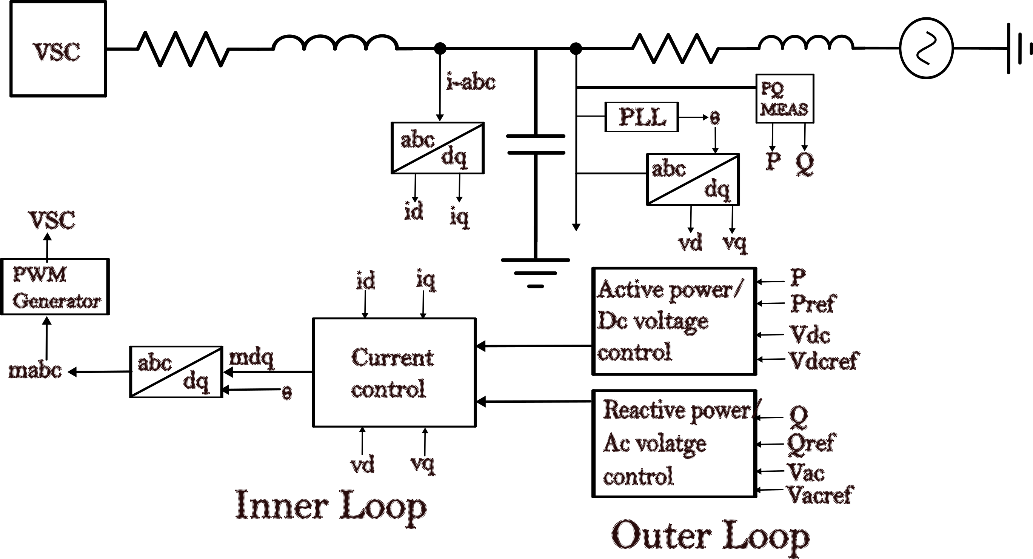 VSC
i-abc
abc
dq
id
iq
PLL
θ
PQ
MEAS
P
Q
abc
dq
vd
vq
VSC
PWM
Generator
mabc
abc
dq
mdq
θ
id
iq
Current
control
vd
vq
Active power/
Dc voltage
control
P
Pref
Vdc
Vdcref
Reactive power/
Ac volatge
control
Q
Qref
Vac
Vacref
Inner Loop
Outer Loop